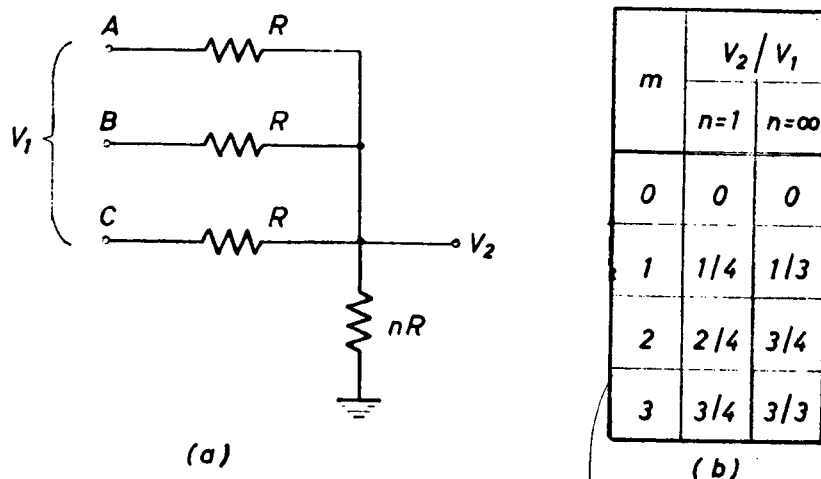 A R
V₁ B R
C R
V₂
nR
(a)
m V₂/V₁
n=1 n=∞
0 0 0
1 1/4 1/3
2 2/4 3/4
3 3/4 3/3
(b)